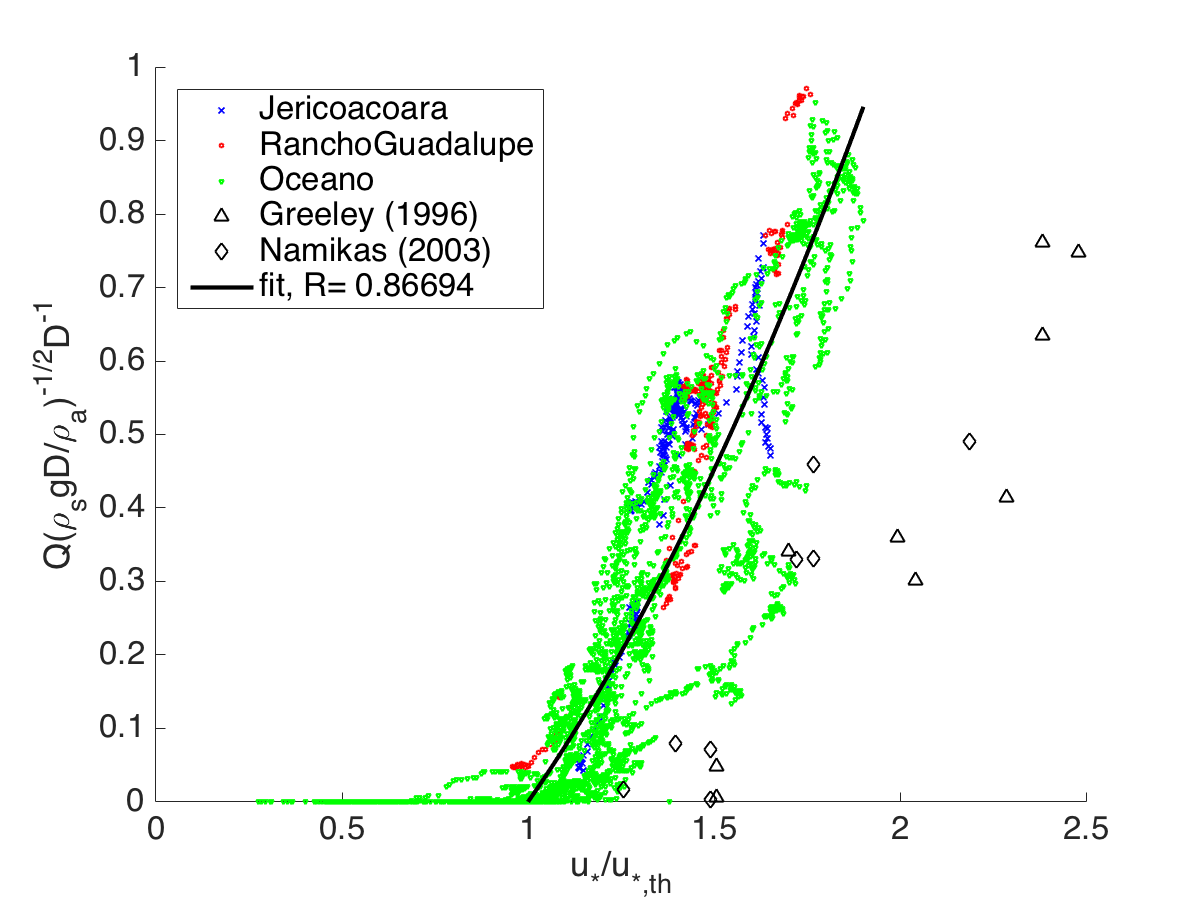 1
0.9
0.8
0.7
0.6
0.5
0.4
0.3
0.2
0.1
0
Q(ρsgD/ρa)-1/2D-1
Jericoacoara
RanchoGuadalupe
Oceano
Greeley (1996)
Namikas (2003)
fit, R= 0.86694
0 0.5 1 1.5 2 2.5
u*/u*,th